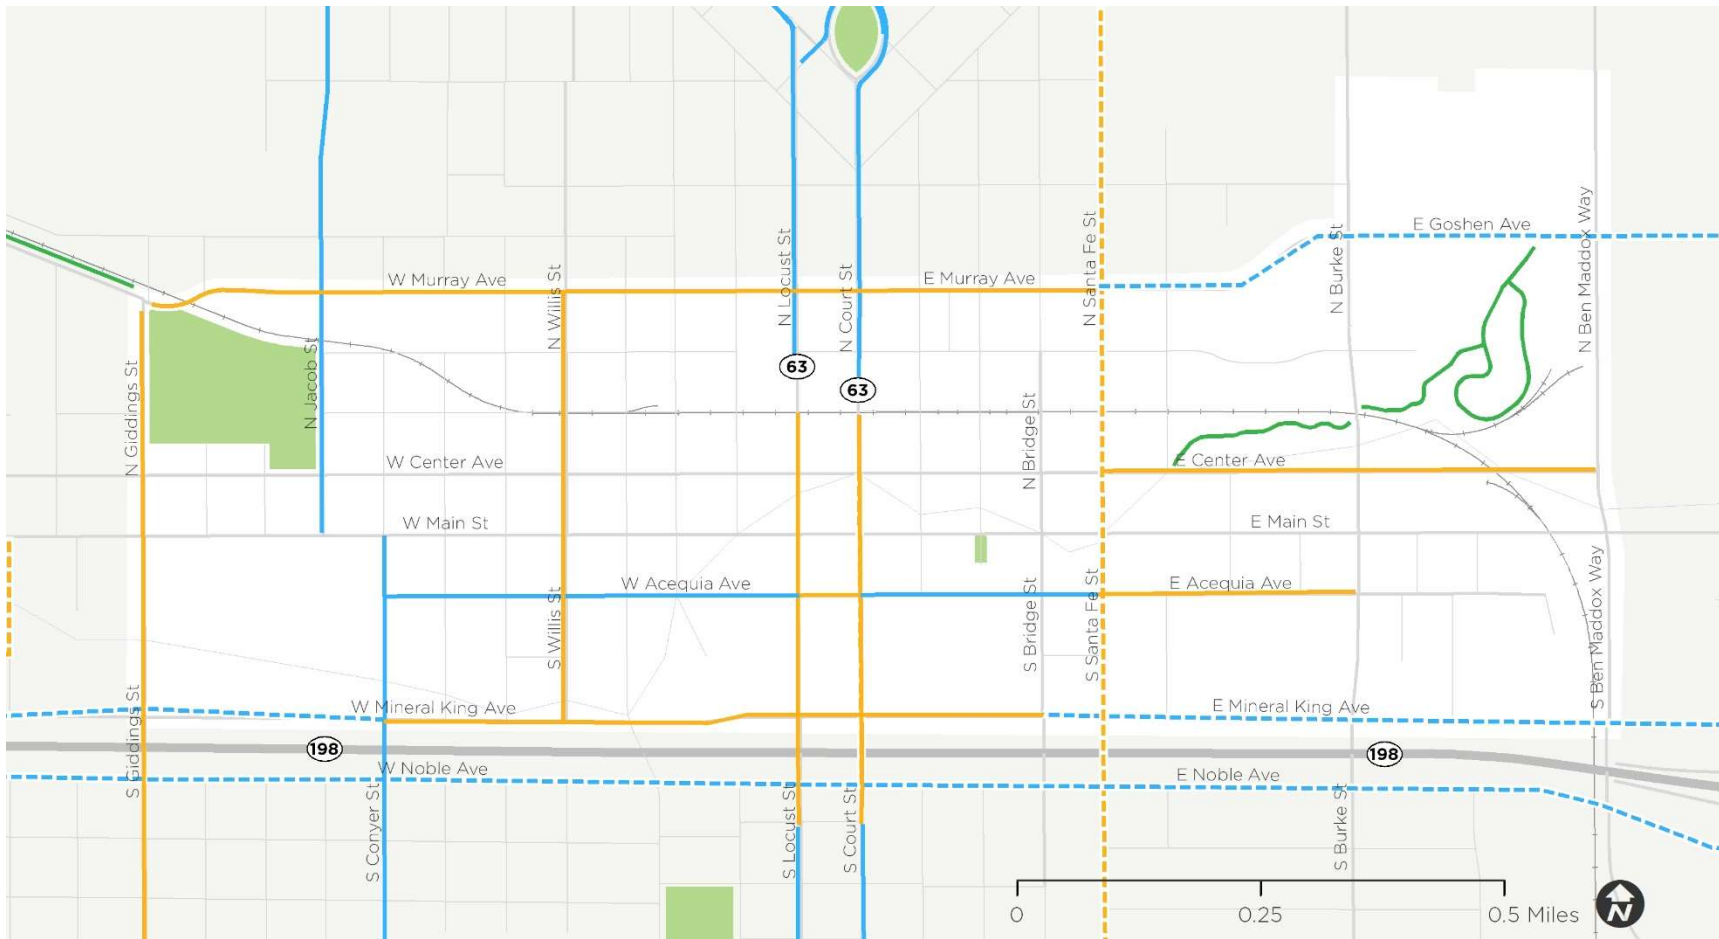 E Goshen Ave
N Ben Maddox Way
N Santa Fe St
N Locust St
N Burke St
W Murray Ave
E Murray Ave
N Willis St
N Court St
63
63
N Giddings St
N Jacob St
N Bridge St
W Center Ave
E Center Ave
W Main St
E Main St
W Acequia Ave
E Acequia Ave
S Willis St
S Bridge St
S Santa Fe St
S Ben Maddox Way
W Mineral King Ave
E Mineral King Ave
S Giddings St
198
198
W Noble Ave
E Noble Ave
S Conyer St
S Locust St
S Court St
S Burke St
0
0.25
0.5 Miles
N